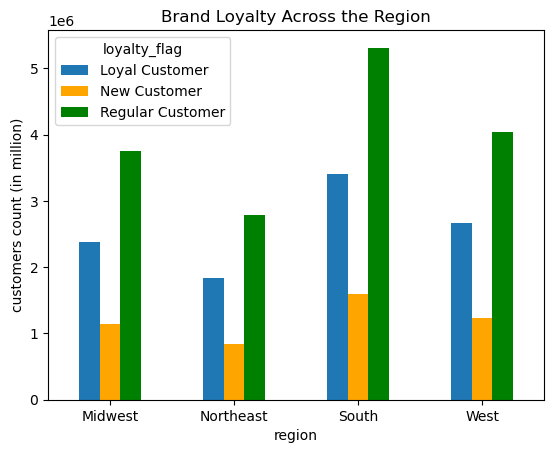 Brand Loyalty Across the Region
1e6
loyalty_flag
Loyal Customer
New Customer
Regular Customer
customers count (in million)
5
4
3
2
1
0
Midwest Northeast South West
region